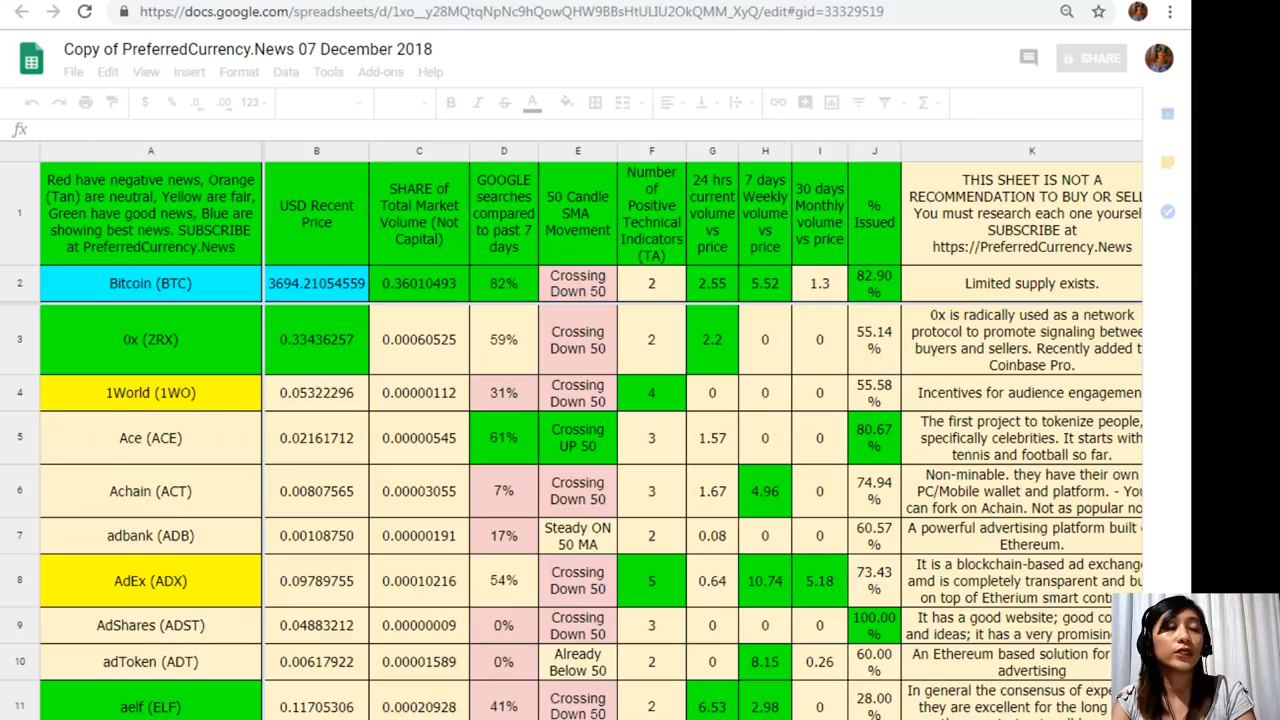 https://docs.google.com/spreadsheets/d/1xo__y28MQtqNpNc9hQowQHW9BBsHtULIU2OkQMM_XyQ/edit#gid=33329519
Copy of PreferredCurrency.News 07 December 2018
File Edit View Insert Format Data Tools Add-ons Help
SHARE
$ % .0 .00 123
B I S A
fx
A B C D E F G H I J K
1
Red have negative news, Orange
(Tan) are neutral, Yellow are fair,
Green have good news, Blue are
showing best news. SUBSCRIBE
at PreferredCurrency.News
USD Recent
Price
SHARE of
Total Market
Volume (Not
Capital)
GOOGLE
searches
compared
to past 7
days
50 Candle
SMA
Movement
Number
of
Positive
Technical
Indicators
(TA)
24 hrs
current
volume
vs
price
7 days
Weekly
volume
vs
price
30 days
Monthly
volume
vs price
%
Issued
THIS SHEET IS NOT A
RECOMMENDATION TO BUY OR SELL
You must research each one yourse
SUBSCRIBE at
https://PreferredCurrency.News
2
Bitcoin (BTC)
3694.21054559
0.36010493
82%
Crossing
Down 50
2
2.55
5.52
1.3
82.90
%
Limited supply exists.
3
0x (ZRX)
0.33436257
0.00060525
59%
Crossing
Down 50
2
2.2
0
0
55.14
%
0x is radically used as a network
protocol to promote signaling betwee
buyers and sellers. Recently added t
Coinbase Pro.
4
1World (1WO)
0.05322296
0.00000112
31%
Crossing
Down 50
4
0
0
0
55.58
%
Incentives for audience engagemen
5
Ace (ACE)
0.02161712
0.00000545
61%
Crossing
UP 50
3
1.57
0
0
80.67
%
The first project to tokenize people,
specifically celebrities. It starts with
tennis and football so far.
6
Achain (ACT)
0.00807565
0.00003055
7%
Crossing
Down 50
3
1.67
4.96
0
74.94
%
Non-minable. they have their own
PC/Mobile wallet and platform. - You
can fork on Achain. Not as popular no
7
adbank (ADB)
0.00108750
0.00000191
17%
Steady ON
50 MA
2
0.08
0
0
60.57
%
A powerful advertising platform built
Ethereum.
8
AdEx (ADX)
0.09789755
0.00010216
54%
Crossing
Down 50
5
0.64
10.74
5.18
73.43
%
It is a blockchain-based ad exchang
amd is completely transparent and bu
on top of Etherium smart contr
9
AdShares (ADST)
0.04883212
0.00000009
0%
Crossing
Down 50
3
0
0
0
100.00
%
It has a good website; good co
and ideas; it has a very promisin
10
adToken (ADT)
0.00617922
0.00001589
0%
Already
Below 50
2
0
8.15
0.26
60.00
%
An Ethereum based solution for
advertising
11
aelf (ELF)
0.11705306
0.00020928
41%
Crossing
Down 50
2
6.53
2.98
0
28.00
%
In general the consensus of expe
they are excellent for the long